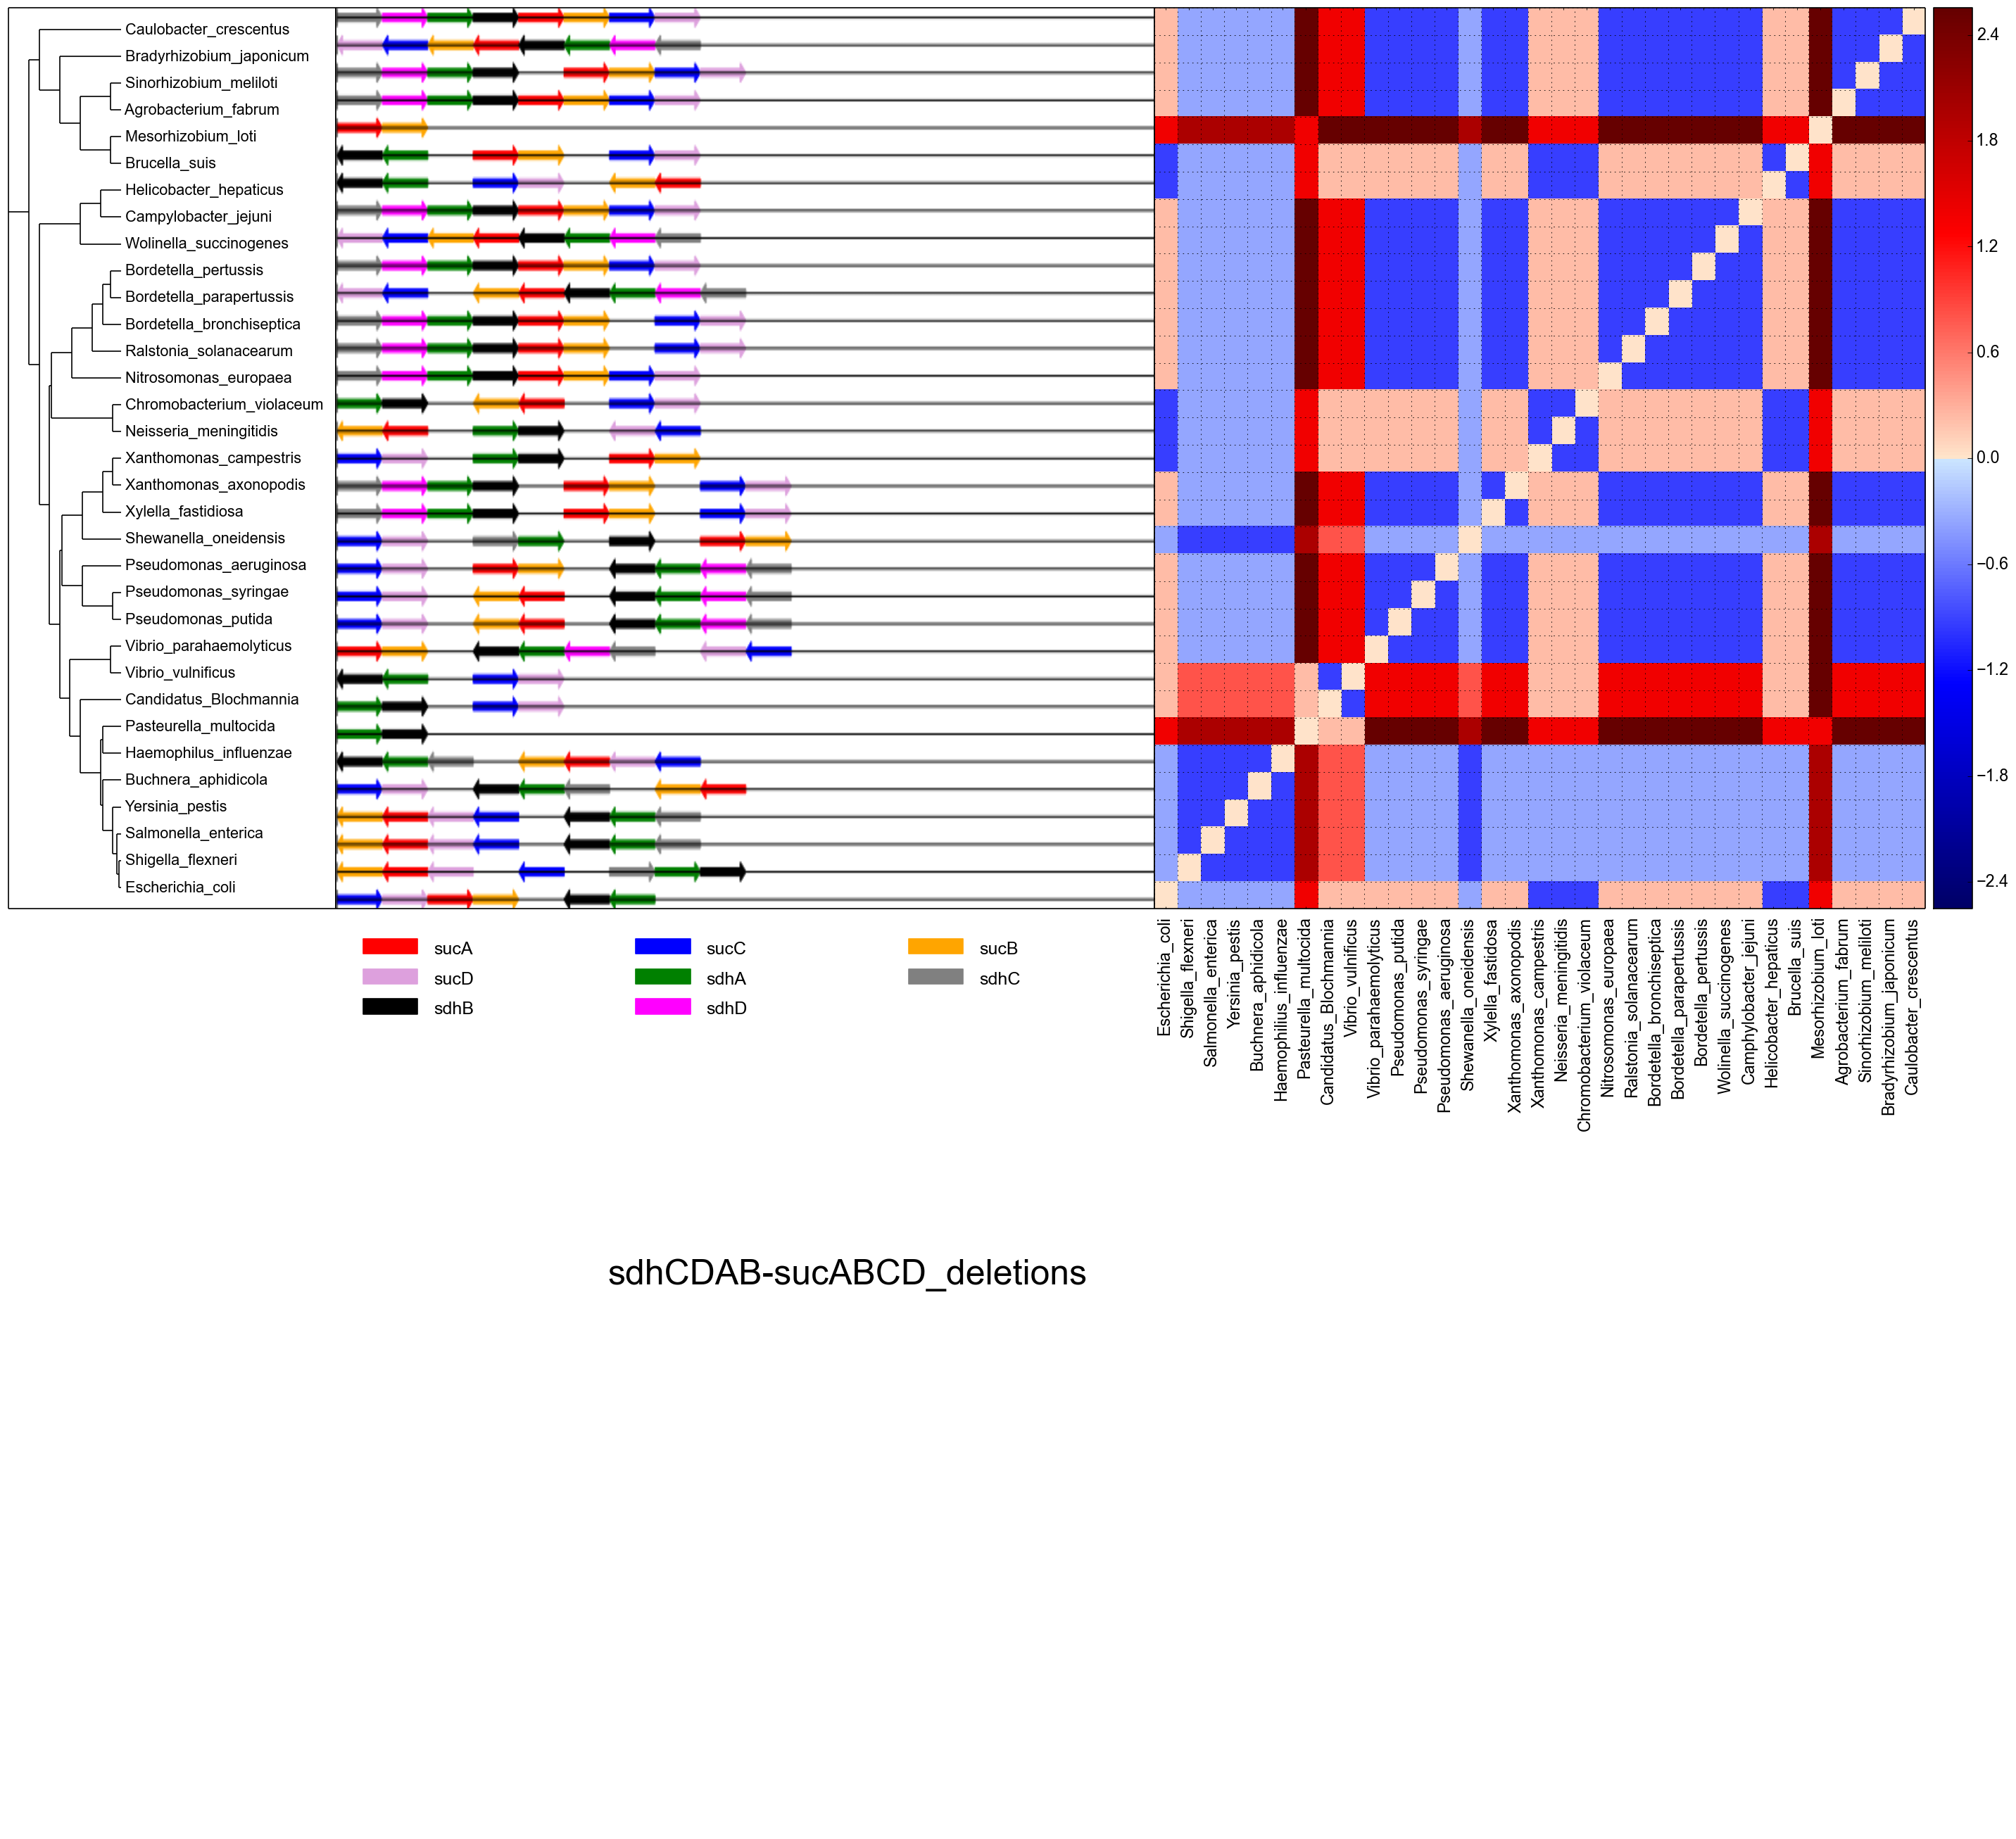 Caulobacter_crescentus
Bradyrhizobium_japonicum
Sinorhizobium_meliloti
Agrobacterium_fabrum
Mesorhizobium_loti
Brucella_suis
Helicobacter_hepaticus
Campylobacter_jejuni
Wolinella_succinogenes
Bordetella_pertussis
Bordetella_parapertussis
Bordetella_bronchiseptica
Ralstonia_solanacearum
Nitrosomonas_europaea
Chromobacterium_violaceum
Neisseria_meningitidis
Xanthomonas_campestris
Xanthomonas_axonopodis
Xylella_fastidiosa
Shewanella_oneidensis
Pseudomonas_aeruginosa
Pseudomonas_syringae
Pseudomonas_putida
Vibrio_parahaemolyticus
Vibrio_vulnificus
Candidatus_Blochmannia
Pasteurella_multocida
Haemophilus_influenzae
Buchnera_aphidicola
Yersinia_pestis
Salmonella_enterica
Shigella_flexneri
Escherichia_coli
2.4
1.8
1.2
0.6
0.0
−0.6
−1.2
−1.8
−2.4
Escherichia_coli
Shigella_flexneri
Salmonella_enterica
Yersinia_pestis
Buchnera_aphidicola
Haemophilus_influenzae
Pasteurella_multocida
Candidatus_Blochmannia
Vibrio_vulnificus
Vibrio_parahaemolyticus
Pseudomonas_putida
Pseudomonas_syringae
Pseudomonas_aeruginosa
Shewanella_oneidensis
Xylella_fastidiosa
Xanthomonas_axonopodis
Xanthomonas_campestris
Neisseria_meningitidis
Chromobacterium_violaceum
Nitrosomonas_europaea
Ralstonia_solanacearum
Bordetella_bronchiseptica
Bordetella_parapertussis
Bordetella_pertussis
Wolinella_succinogenes
Camphylobacter_jejuni
Helicobacter_hepaticus
Brucella_suis
Mesorhizobium_loti
Agrobacterium_fabrum
Sinorhizobium_meliloti
Bradyrhizobium_japonicum
Caulobacter_crescentus
sucA sucC sucB
sucD sdhA sdhC
sdhB sdhD
sdhCDAB-sucABCD_deletions